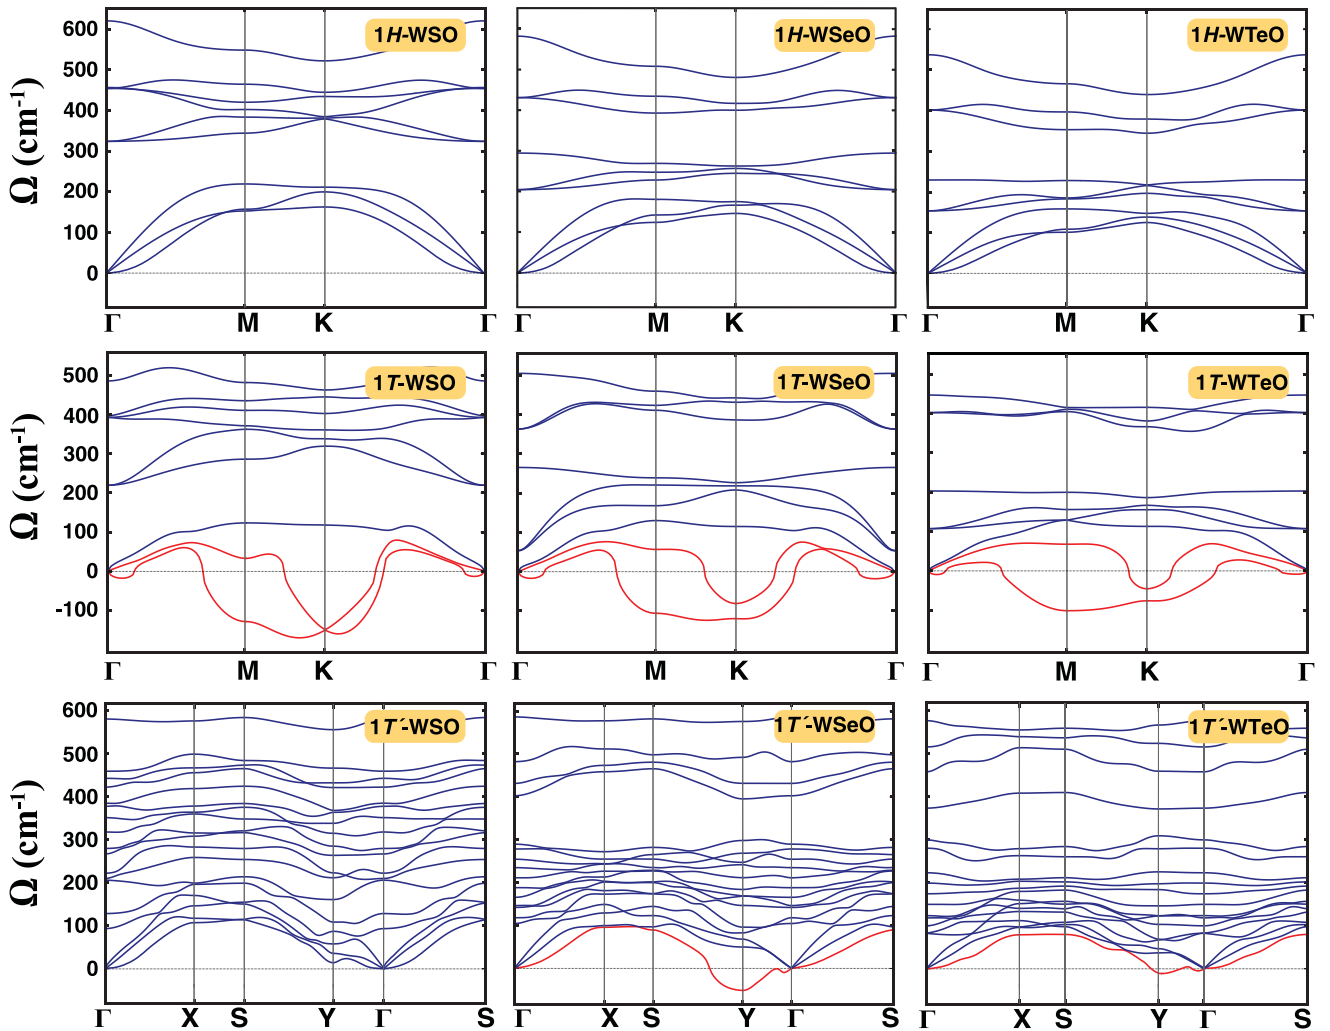 1H-WSO
1H-WSeO
1H-WTeO
Ω (cm⁻¹)
600
500
400
300
200
100
0
Γ M K Γ
Γ M K Γ
Γ M K Γ
1T-WSO
1T-WSeO
1T-WTeO
Ω (cm⁻¹)
500
400
300
200
100
0
-100
Γ M K Γ
Γ M K Γ
Γ M K Γ
1T´-WSO
1T´-WSeO
1T´-WTeO
Ω (cm⁻¹)
600
500
400
300
200
100
0
Γ X S Y Γ S
Γ X S Y Γ S
Γ X S Y Γ S